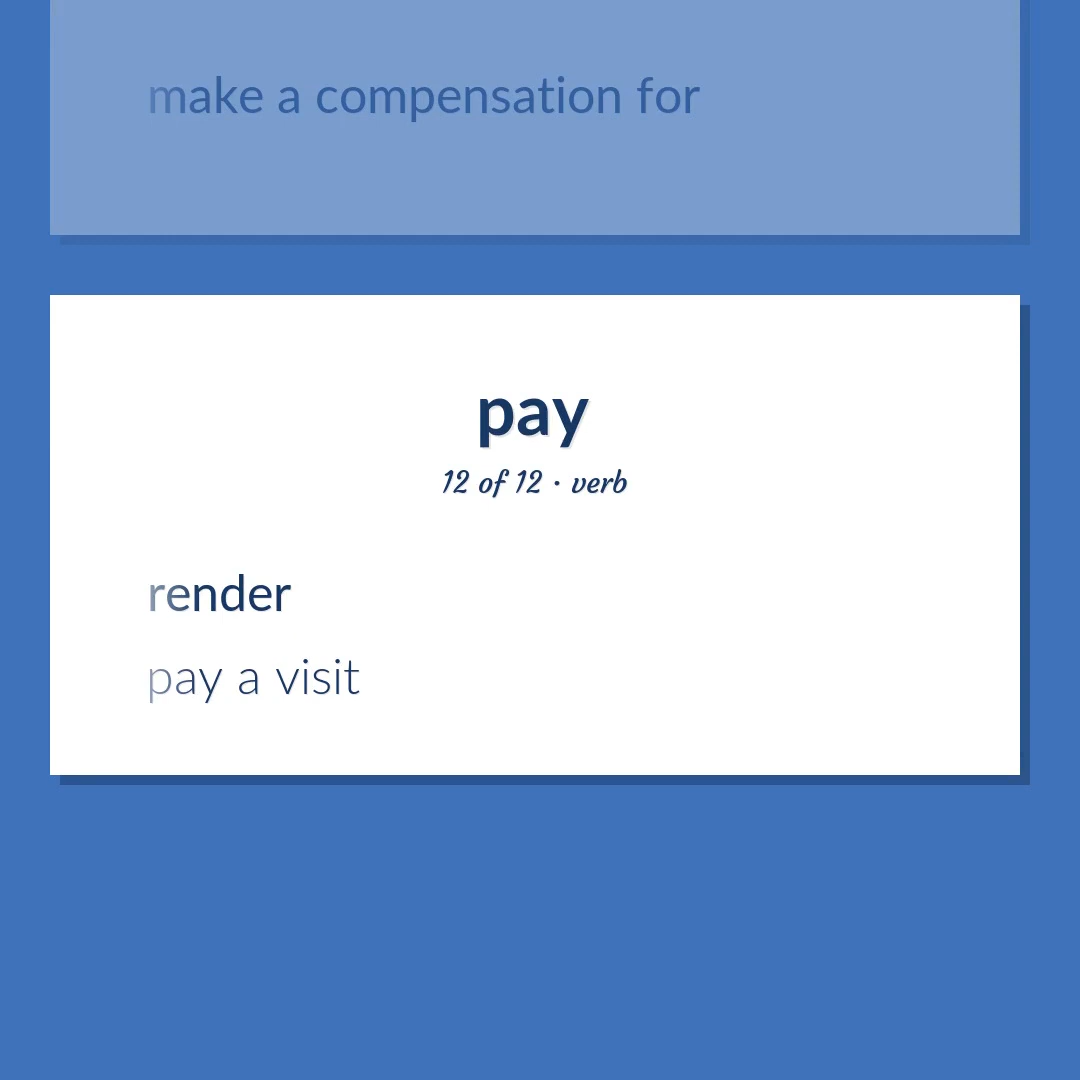 make a compensation for
pay
12 of 12 · verb
render
pay a visit